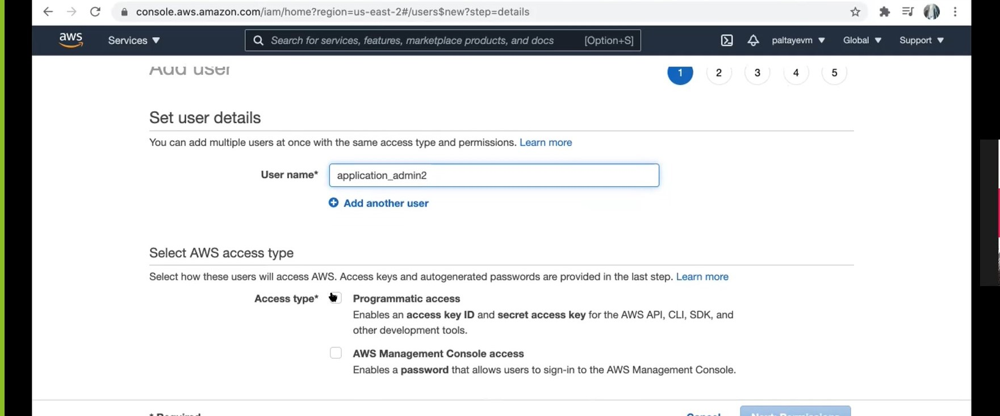 console.aws.amazon.com/iam/home?region=us-east-2#/users$new?step=details
aws Services Search for services, features, marketplace products, and docs [Option+S] paltayevm Global Support
Add user 1 2 3 4 5
Set user details
You can add multiple users at once with the same access type and permissions. Learn more
User name* application_admin2
Add another user
Select AWS access type
Select how these users will access AWS. Access keys and autogenerated passwords are provided in the last step. Learn more
Access type* Programmatic access
Enables an access key ID and secret access key for the AWS API, CLI, SDK, and
other development tools.
AWS Management Console access
Enables a password that allows users to sign-in to the AWS Management Console.
* Required Cancel Next: Permissions